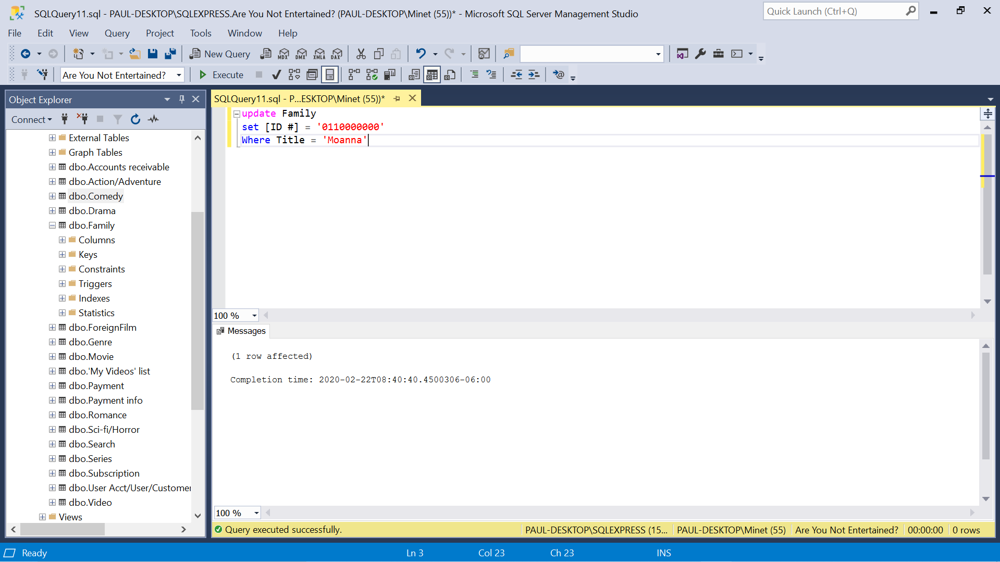 SQLQuery11.sql - PAUL-DESKTOP\SQLEXPRESS.Are You Not Entertained? (PAUL-DESKTOP\Minet (55))* - Microsoft SQL Server Management Studio
Quick Launch (Ctrl+Q)
File Edit View Query Project Tools Window Help
New Query MDX DMX XMLA DAX
Are You Not Entertained? Execute
Object Explorer
SQLQuery11.sql - P...ESKTOP\Minet (55))*
Connect
External Tables
Graph Tables
dbo.Accounts receivable
dbo.Action/Adventure
dbo.Comedy
dbo.Drama
dbo.Family
Columns
Keys
Constraints
Triggers
Indexes
Statistics
dbo.ForeignFilm
dbo.Genre
dbo.Movie
dbo.'My Videos' list
dbo.Payment
dbo.Payment info
dbo.Romance
dbo.Sci-fi/Horror
dbo.Search
dbo.Series
dbo.Subscription
dbo.User Acct/User/Customer
dbo.Video
Views
update Family
set [ID #] = '0110000000'
Where Title = 'Moanna'
100 %
Messages
(1 row affected)
Completion time: 2020-02-22T08:40:40.4500306-06:00
100 %
Query executed successfully. PAUL-DESKTOP\SQLEXPRESS (15... PAUL-DESKTOP\Minet (55) Are You Not Entertained? 00:00:00 0 rows
Ready Ln 3 Col 23 Ch 23 INS